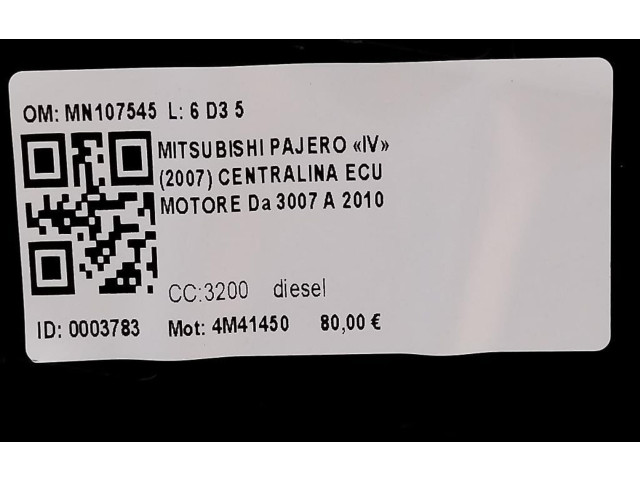 OM: MN107545 L: 6 D3 5
MITSUBISHI PAJERO «IV»
(2007) CENTRALINA ECU
MOTORE Da 3007 A 2010
CC:3200 diesel
ID: 0003783 Mot: 4M41450 80,00 €